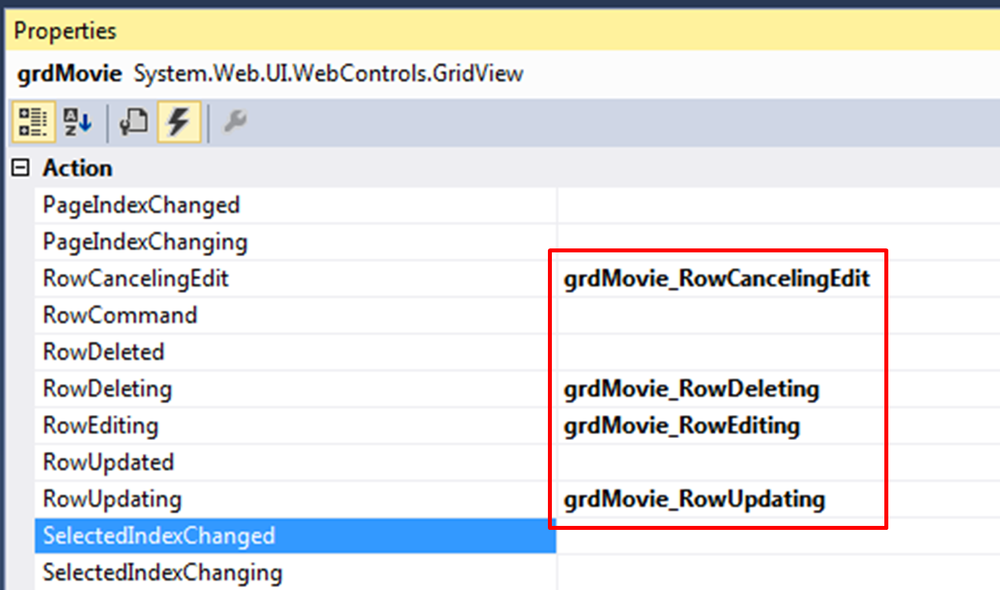 Properties
grdMovie System.Web.UI.WebControls.GridView
Action
PageIndexChanged
PageIndexChanging
RowCancelingEdit grdMovie_RowCancelingEdit
RowCommand
RowDeleted
RowDeleting grdMovie_RowDeleting
RowEditing grdMovie_RowEditing
RowUpdated
RowUpdating grdMovie_RowUpdating
SelectedIndexChanged
SelectedIndexChanging